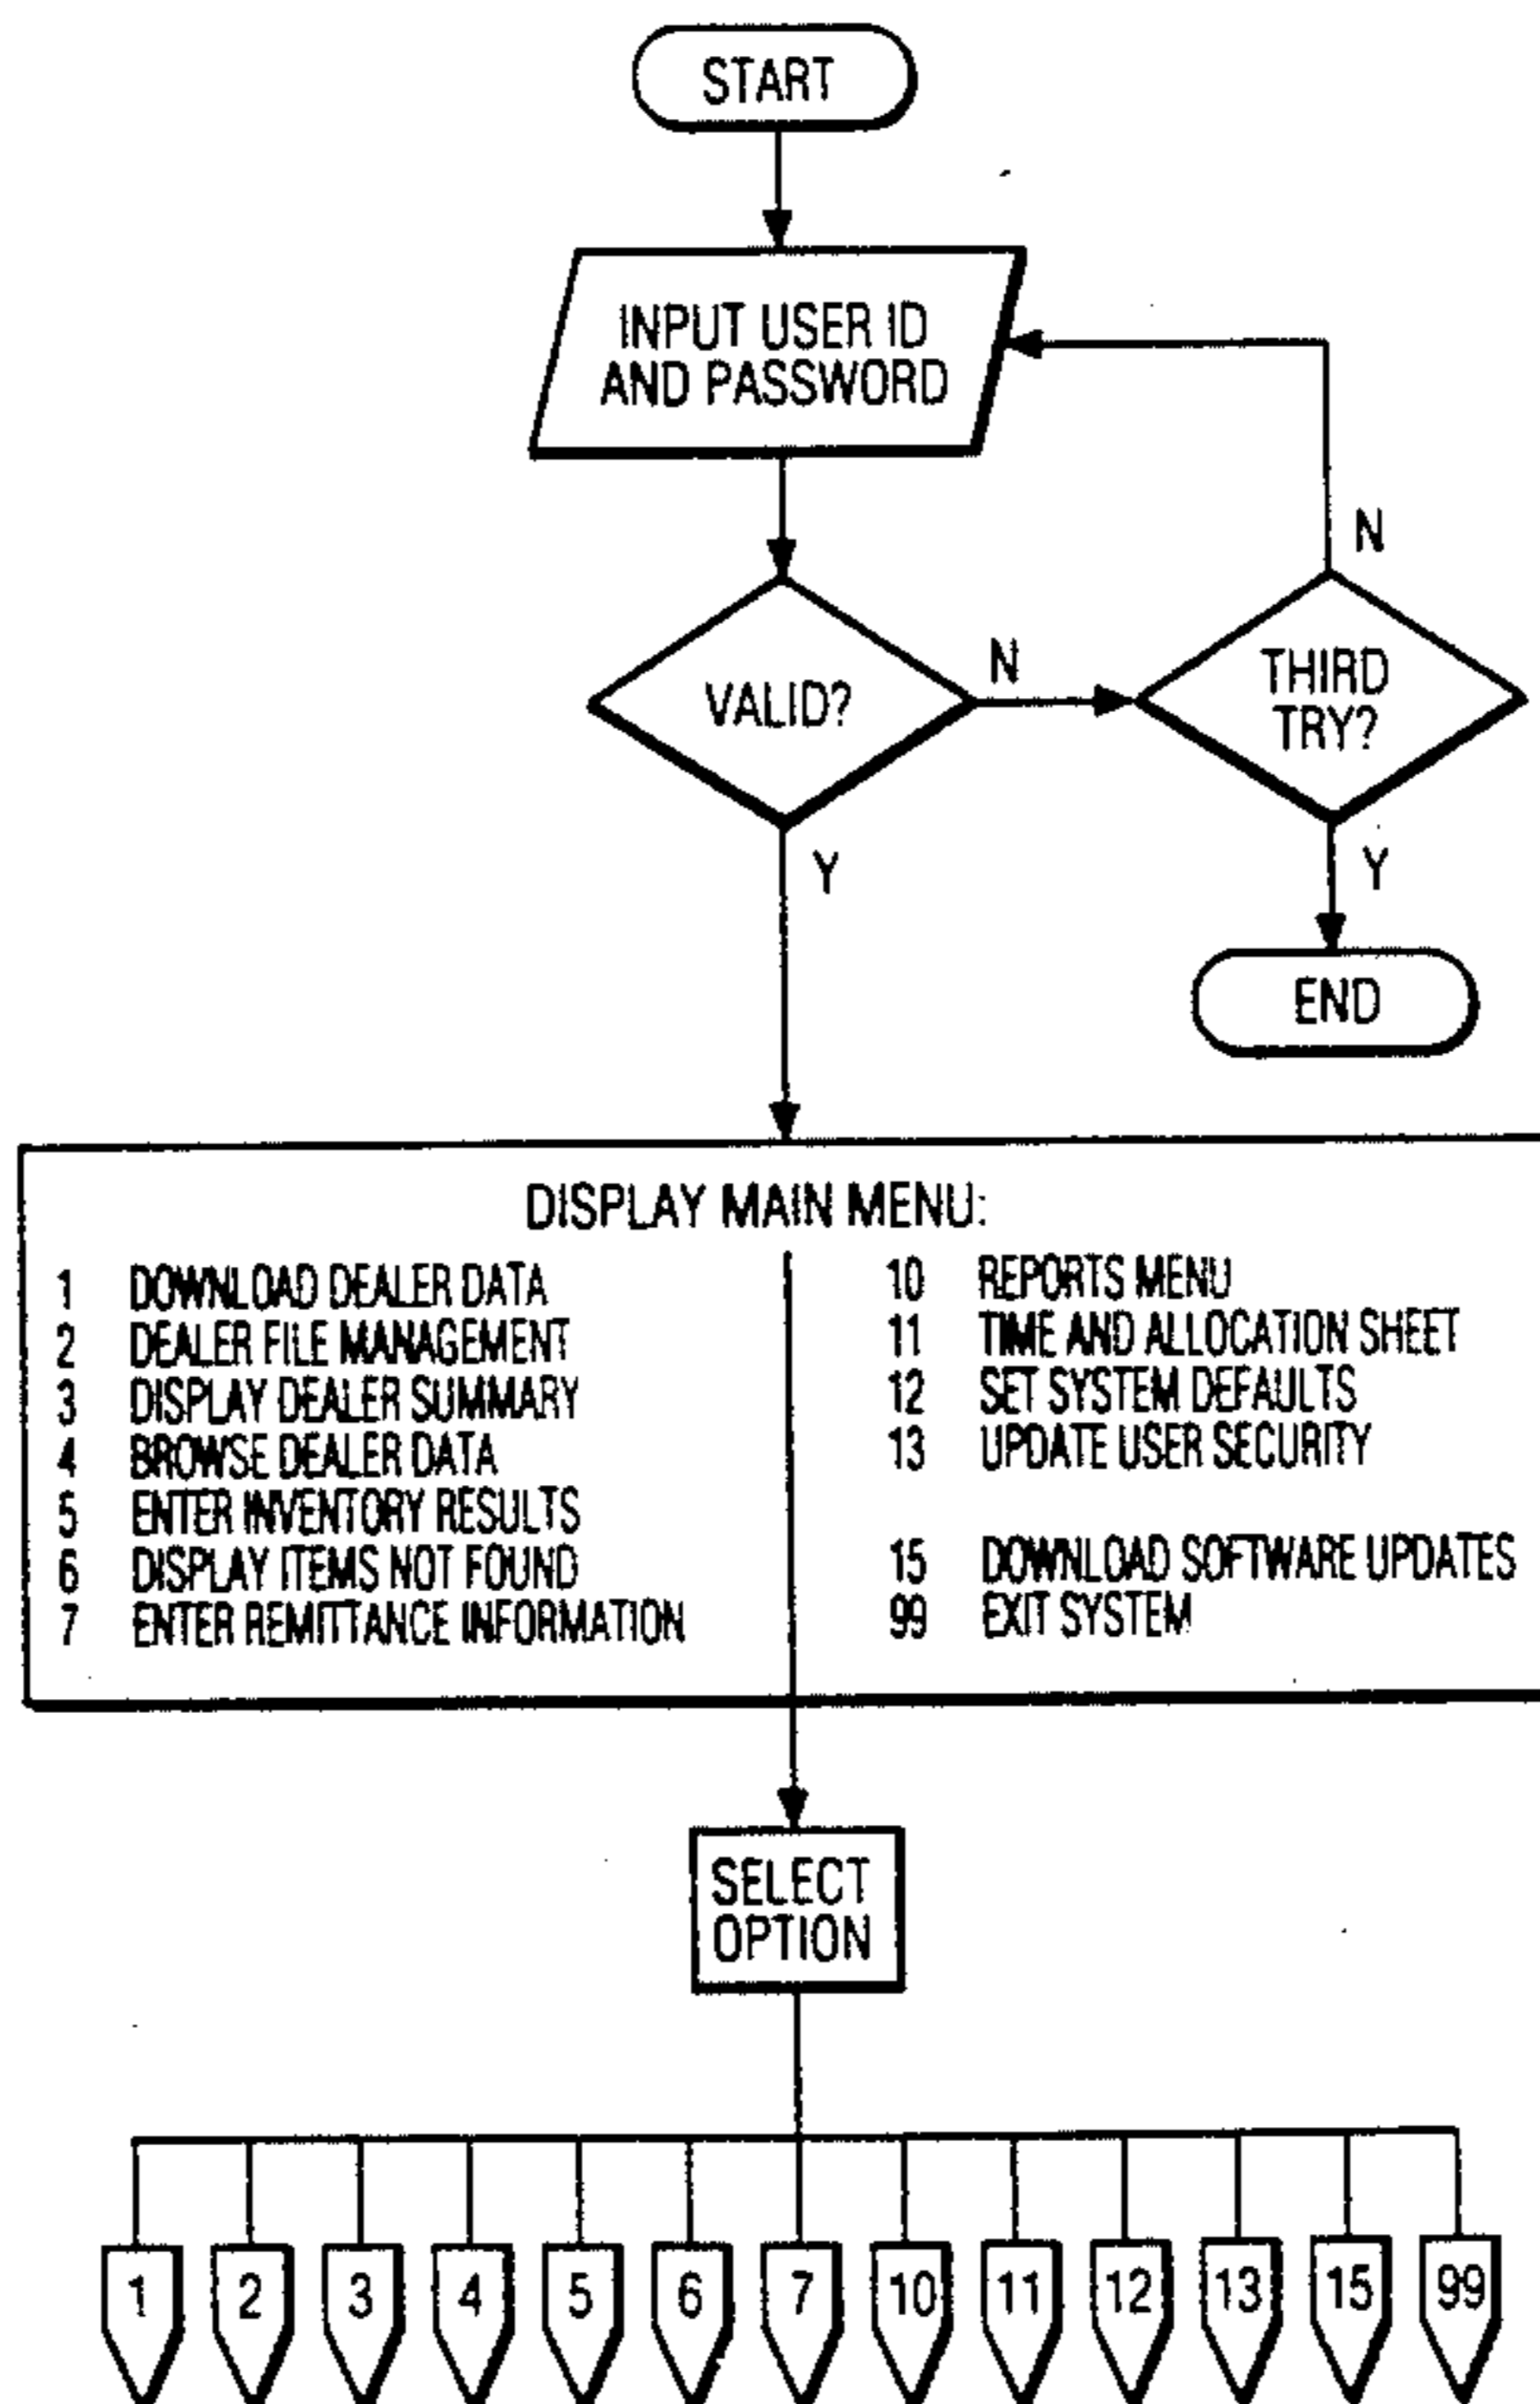 START
INPUT USER ID
AND PASSWORD
N
VALID?
N
THIRD
TRY?
Y
Y
END
DISPLAY MAIN MENU:
1 DOWNLOAD DEALER DATA
2 DEALER FILE MANAGEMENT
3 DISPLAY DEALER SUMMARY
4 BROWSE DEALER DATA
5 ENTER INVENTORY RESULTS
6 DISPLAY ITEMS NOT FOUND
7 ENTER REMITTANCE INFORMATION
10 REPORTS MENU
11 TIME AND ALLOCATION SHEET
12 SET SYSTEM DEFAULTS
13 UPDATE USER SECURITY
15 DOWNLOAD SOFTWARE UPDATES
99 EXIT SYSTEM
SELECT
OPTION
1 2 3 4 5 6 7 10 11 12 13 15 99